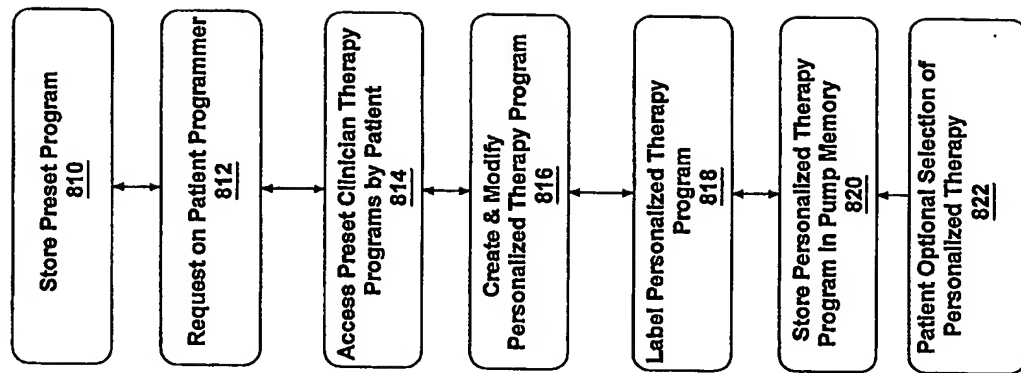 Store Preset Program
810
Request on Patient Programmer
812
Access Preset Clinician Therapy
Programs by Patient
814
Create & Modify
Personalized Therapy Program
816
Label Personalized Therapy
Program
818
Store Personalized Therapy
Program In Pump Memory
820
Patient Optional Selection of
Personalized Therapy
822